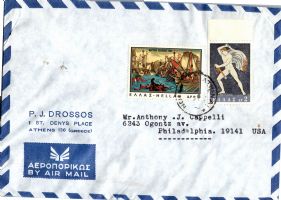 P. J. DROSSOS
1 ST. DENYS PLACE
ATHENS 136 (GREECE)
ΕΛΛΑΣ-HELLAS
ΕΛΛΑΣ
Mr.Anthony .J. Cappelli
6343 Ogontz av.
Philadelphia. 19141 USA
ΑΕΡΟΠΟΡΙΚΩΣ
BY AIR MAIL